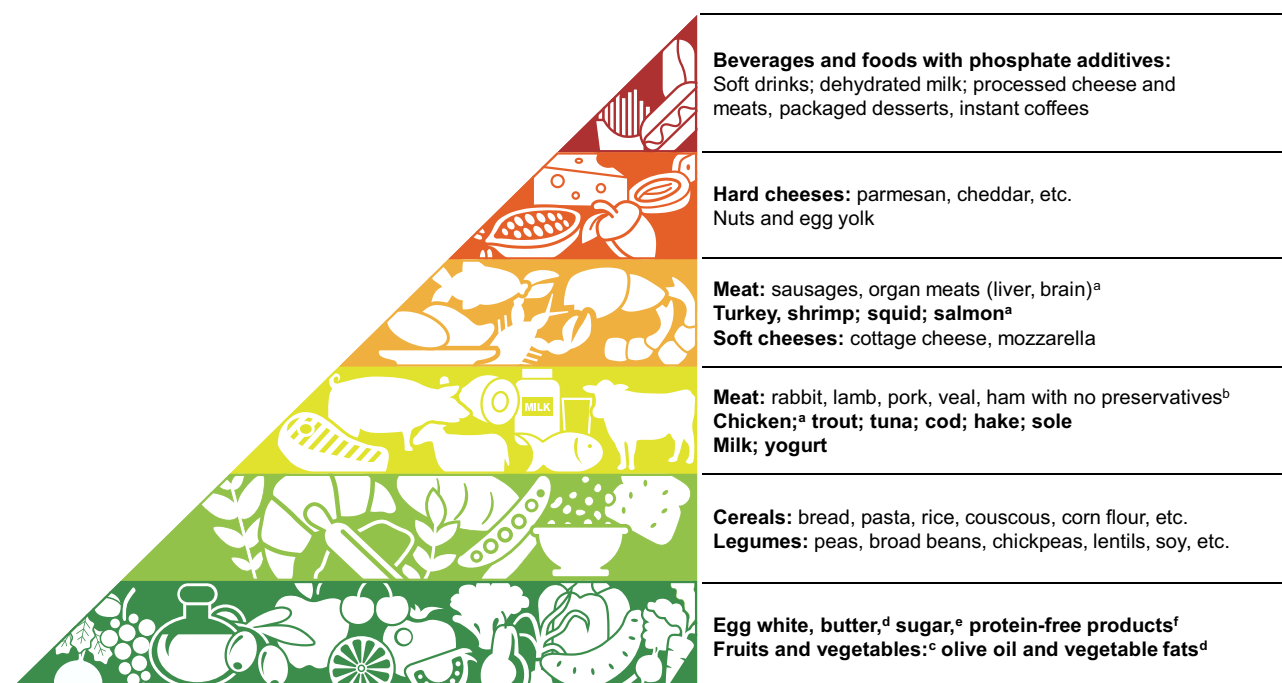 Beverages and foods with phosphate additives:
Soft drinks; dehydrated milk; processed cheese and
meats, packaged desserts, instant coffees
Hard cheeses: parmesan, cheddar, etc.
Nuts and egg yolk
Meat: sausages, organ meats (liver, brain)ᵃ
Turkey, shrimp; squid; salmonᵃ
Soft cheeses: cottage cheese, mozzarella
MILK
Meat: rabbit, lamb, pork, veal, ham with no preservativesᵇ
Chicken;ᵃ trout; tuna; cod; hake; sole
Milk; yogurt
Cereals: bread, pasta, rice, couscous, corn flour, etc.
Legumes: peas, broad beans, chickpeas, lentils, soy, etc.
Egg white, butter,ᵈ sugar,ᵉ protein-free productsᶠ
Fruits and vegetables:ᶜ olive oil and vegetable fatsᵈ